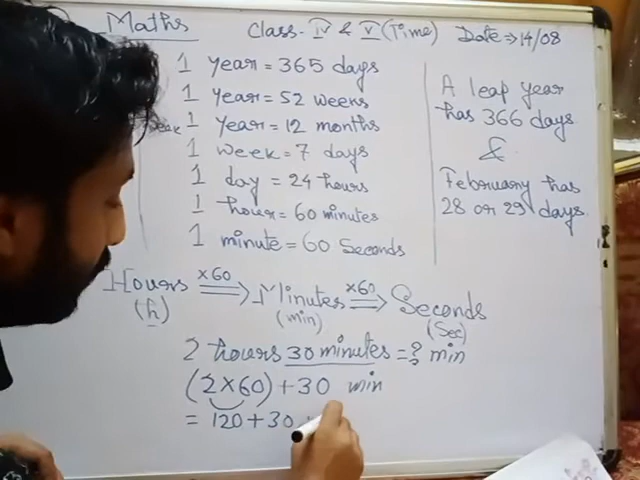 Maths Class- IV & V (Time) Date ⇒ 14/08
1 year = 365 days
1 year = 52 weeks
1 year = 12 months
1 week = 7 days
1 day = 24 hours
1 hour = 60 minutes
1 minute = 60 Seconds
A leap year
has 366 days
&
February has
28 or 29 days
Hours ×60 ⇒ Minutes ×60 ⇒ Seconds
(h) (min) (Sec)
2 hours 30 minutes = ? min
(2×60) + 30 min
= 120 + 30